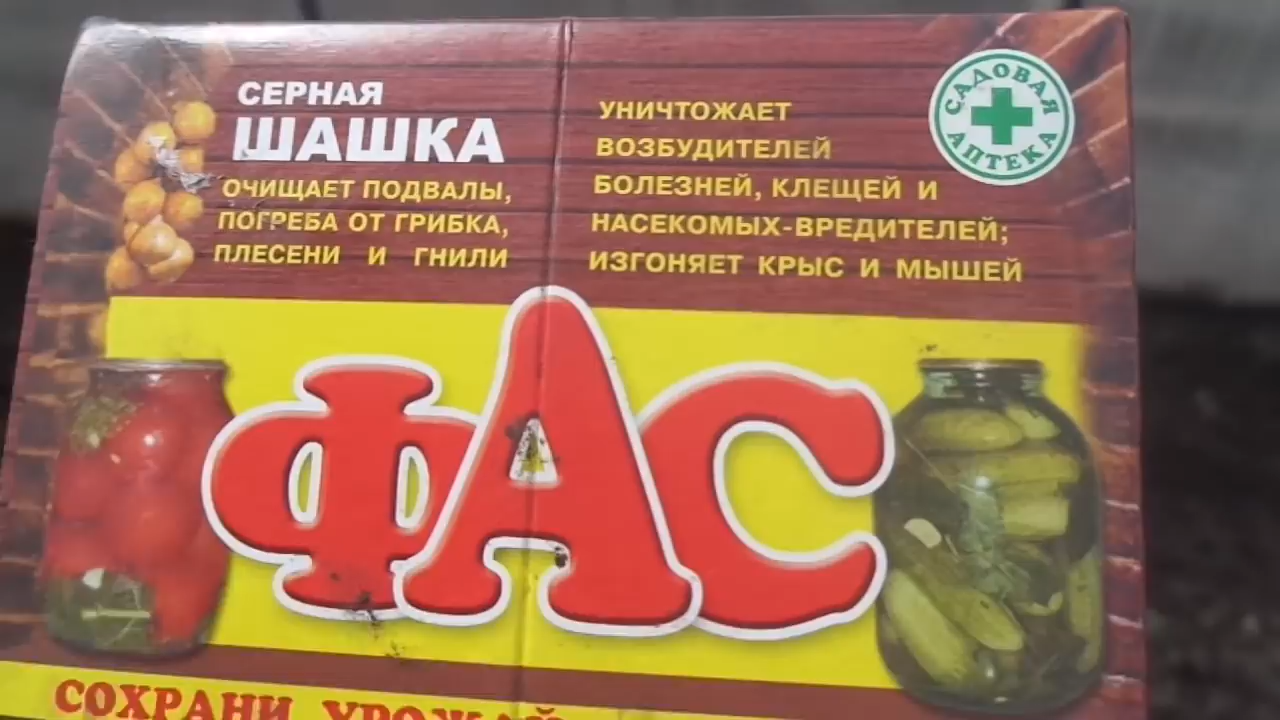 СЕРНАЯ
ШАШКА
ОЧИЩАЕТ ПОДВАЛЫ,
ПОГРЕБА ОТ ГРИБКА,
ПЛЕСЕНИ И ГНИЛИ
УНИЧТОЖАЕТ
ВОЗБУДИТЕЛЕЙ
БОЛЕЗНЕЙ, КЛЕЩЕЙ И
НАСЕКОМЫХ-ВРЕДИТЕЛЕЙ;
ИЗГОНЯЕТ КРЫС И МЫШЕЙ
САДОВАЯ
АПТЕКА
ФАС
СОХРАНИ УРОЖАЙ